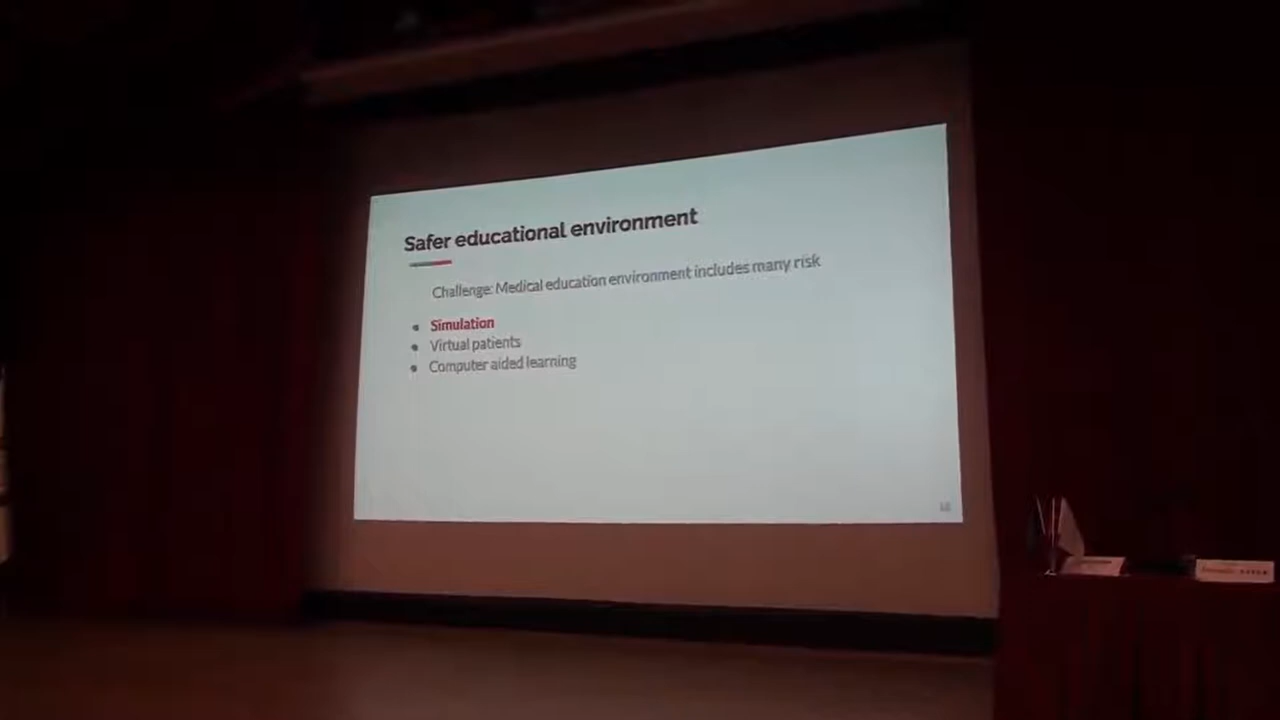 Safer educational environment
Challenge: Medical education environment includes many risk
Simulation
Virtual patients
Computer aided learning